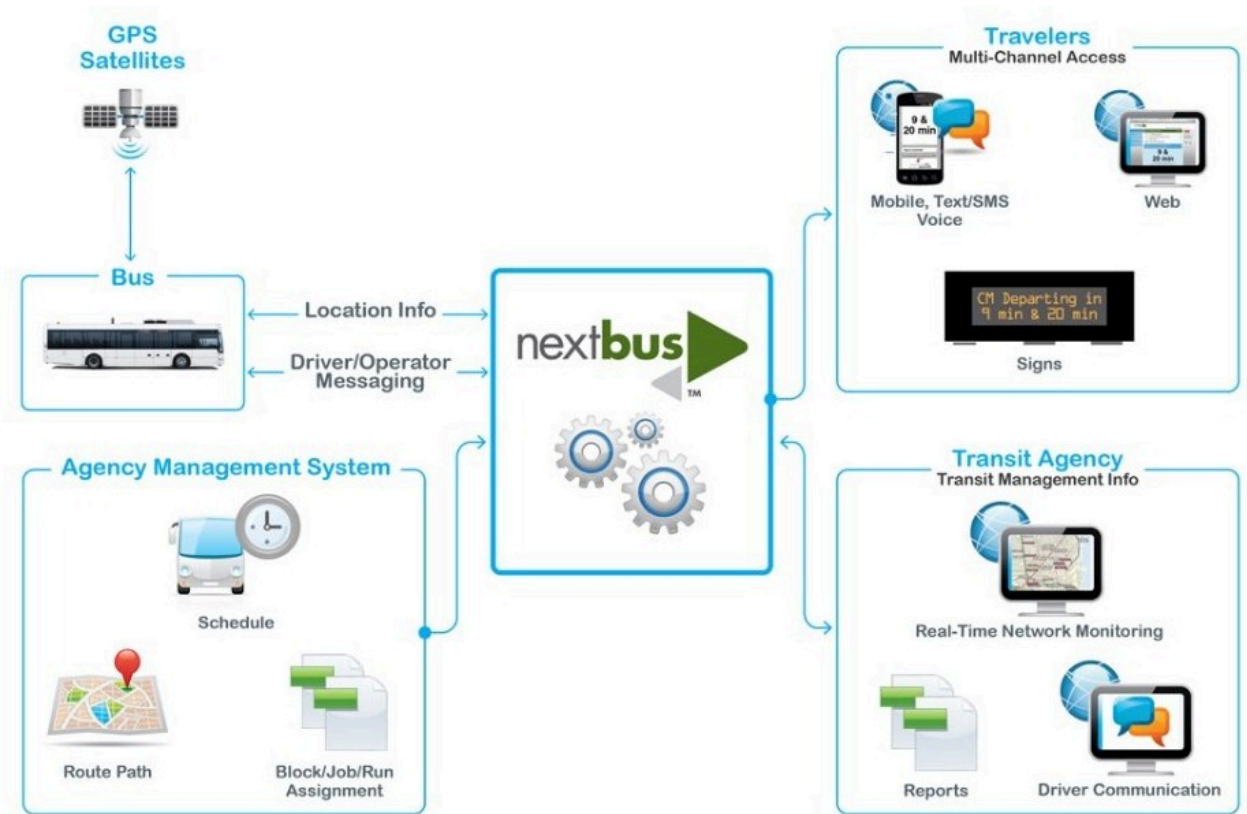 GPS
Satellites
Bus
Location Info
Driver/Operator
Messaging
Agency Management System
Schedule
Route Path
Block/Job/Run
Assignment
nextbus
TM
Travelers
Multi-Channel Access
9 &
20 min
Mobile, Text/SMS
Voice
9 &
20 min
Web
CM Departing in
9 min & 20 min
Signs
Transit Agency
Transit Management Info
Real-Time Network Monitoring
Reports
Driver Communication